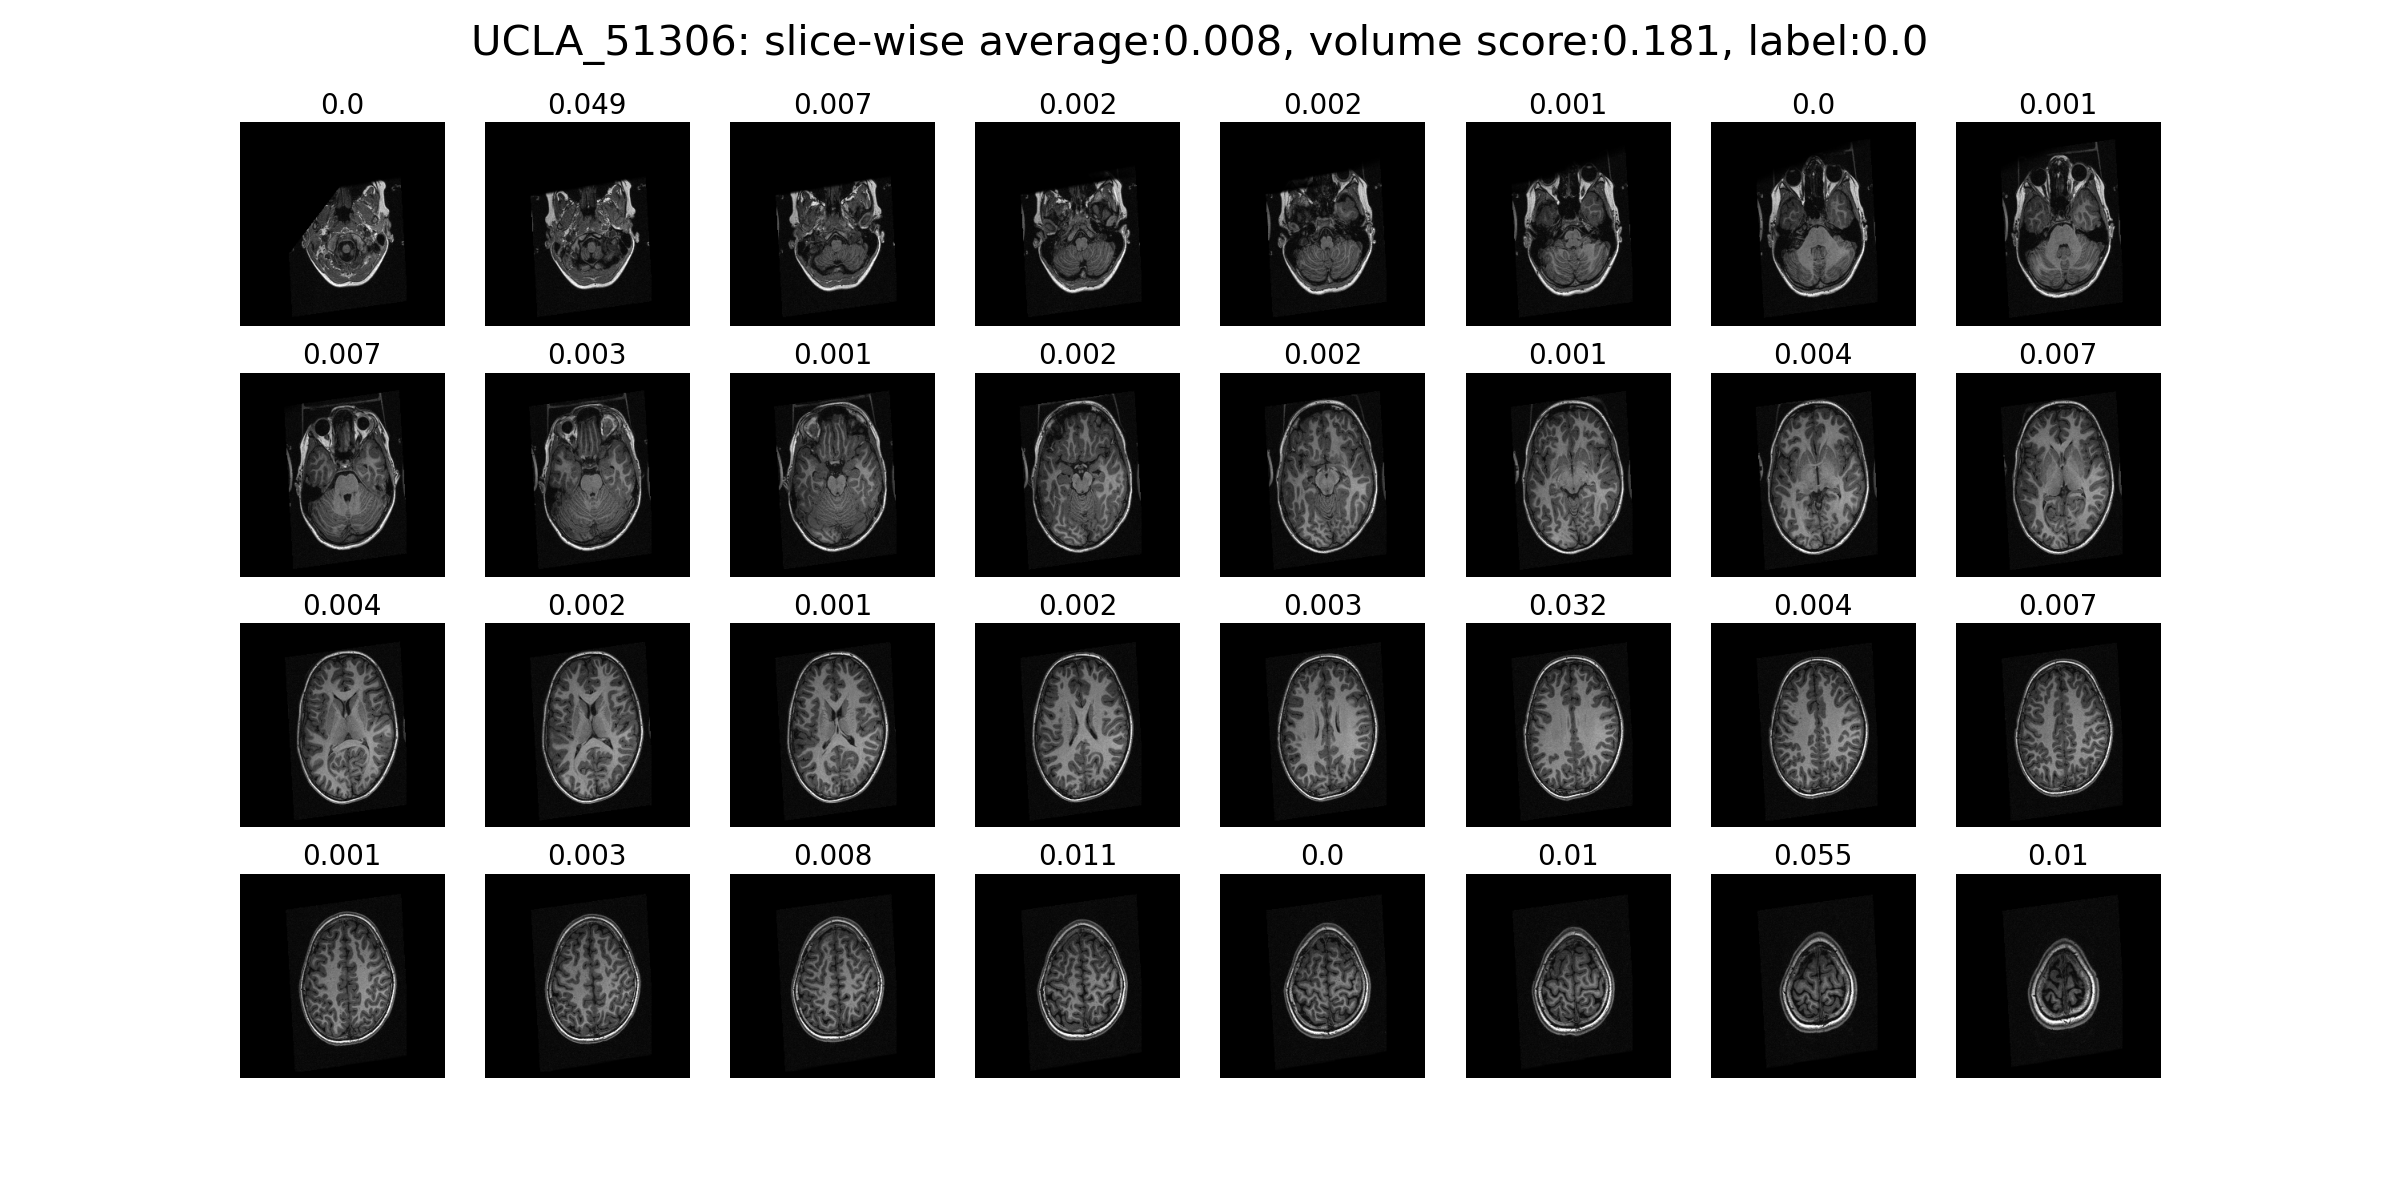 UCLA_51306: slice-wise average:0.008, volume score:0.181, label:0.0
0.0 0.049 0.007 0.002 0.002 0.001 0.0 0.001
0.007 0.003 0.001 0.002 0.002 0.001 0.004 0.007
0.004 0.002 0.001 0.002 0.003 0.032 0.004 0.007
0.001 0.003 0.008 0.011 0.0 0.01 0.055 0.01